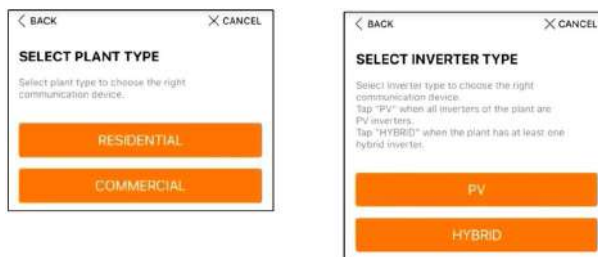 < BACK
X CANCEL
SELECT PLANT TYPE
Select plant type to choose the right
communication device.
RESIDENTIAL
COMMERCIAL
< BACK
X CANCEL
SELECT INVERTER TYPE
Select Inverter type to choose the right
communication device.
Tap "PV" when all inverters of the plant are
PV inverters.
Tap "HYBRID" when the plant has at least one
hybrid inverter.
PV
HYBRID